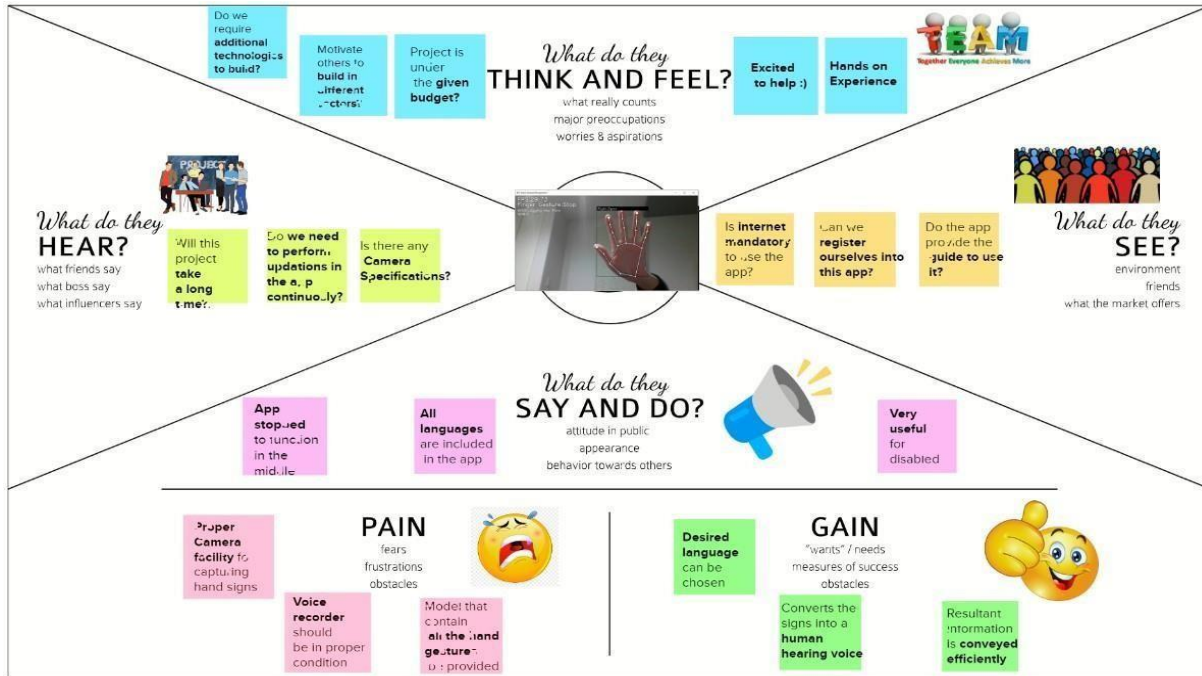 Do we
require
additional
technologies
to build?
Motivate
others to
build in
different
Project is
under
the given
budget?
What do they
THINK AND FEEL?
what really counts
major preoccupations
worries & aspirations
Excited
to help :)
Hands on
Experience
TEAM
Together Everyone Achieves More
PROJECT
What do they
HEAR?
what friends say
what boss say
what influencers say
Will this
project
take
a long
time?
Do we need
to perform
updations in
the app
continually?
Is there any
Camera
Specifications?
Is internet
mandatory
to use the
app?
Can we
register
ourselves into
this app?
Do the app
provide the
guide to use
it?
What do they
SEE?
environment
friends
what the market offers
What do they
SAY AND DO?
attitude in public
appearance
behavior towards others
App
stopped
to function
in the
middle
All
languages
are included
in the app
Very
useful
for
disabled
PAIN
fears
frustrations
obstacles
Proper
Camera
facility for
capturing
hand signs
Voice
recorder
should
be in proper
condition
Model that
contain
all the hand
gestures
be provided
GAIN
"wants" / needs
measures of success
obstacles
Desired
language
can be
chosen
Converts the
signs into a
human
hearing voice
Resultant
information
is conveyed
efficiently